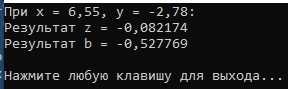 При x = 6,55, y = -2,78:
Результат z = -0,082174
Результат b = -0,527769
Нажмите любую клавишу для выхода...